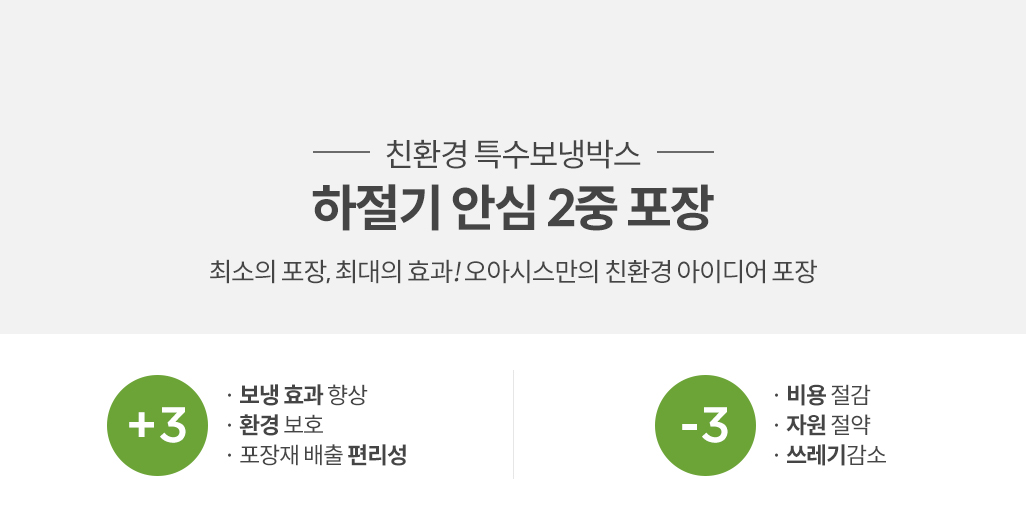 친환경 특수보냉박스
하절기 안심 2중 포장
최소의 포장, 최대의 효과! 오아시스만의 친환경 아이디어 포장
+3
· 보냉 효과 향상
· 환경 보호
· 포장재 배출 편리성
-3
· 비용 절감
· 자원 절약
· 쓰레기감소